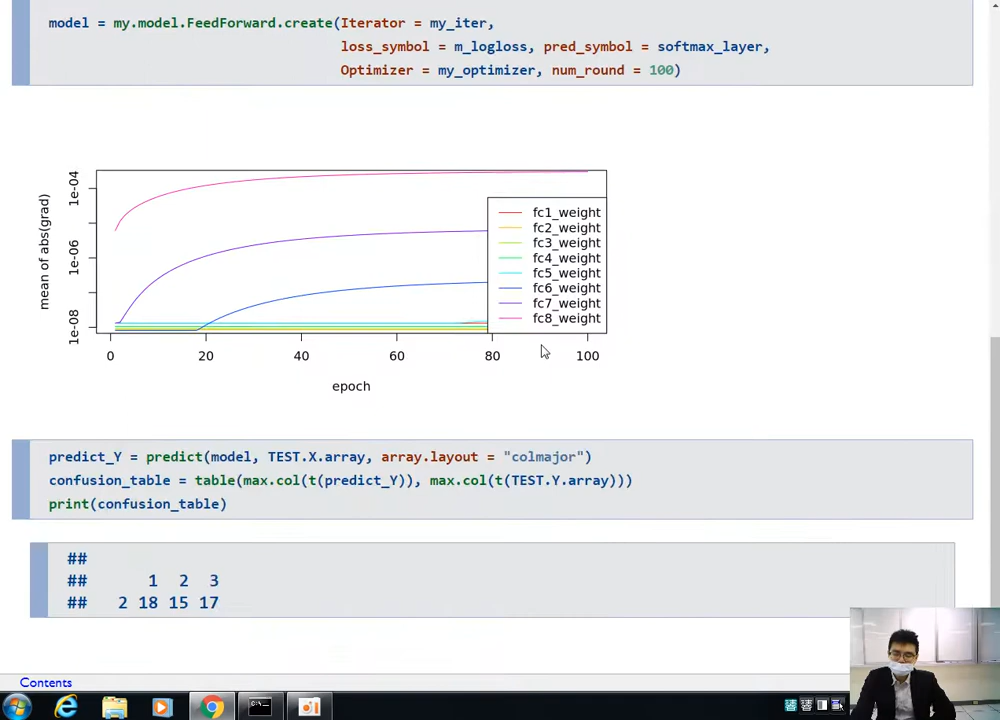 model = my.model.FeedForward.create(Iterator = my_iter,
loss_symbol = m_logloss, pred_symbol = softmax_layer,
Optimizer = my_optimizer, num_round = 100)
mean of abs(grad)
1e-04
1e-06
1e-08
fc1_weight
fc2_weight
fc3_weight
fc4_weight
fc5_weight
fc6_weight
fc7_weight
fc8_weight
0 20 40 60 80 100
epoch
predict_Y = predict(model, TEST.X.array, array.layout = "colmajor")
confusion_table = table(max.col(t(predict_Y)), max.col(t(TEST.Y.array)))
print(confusion_table)
##
## 1 2 3
## 2 18 15 17
Contents